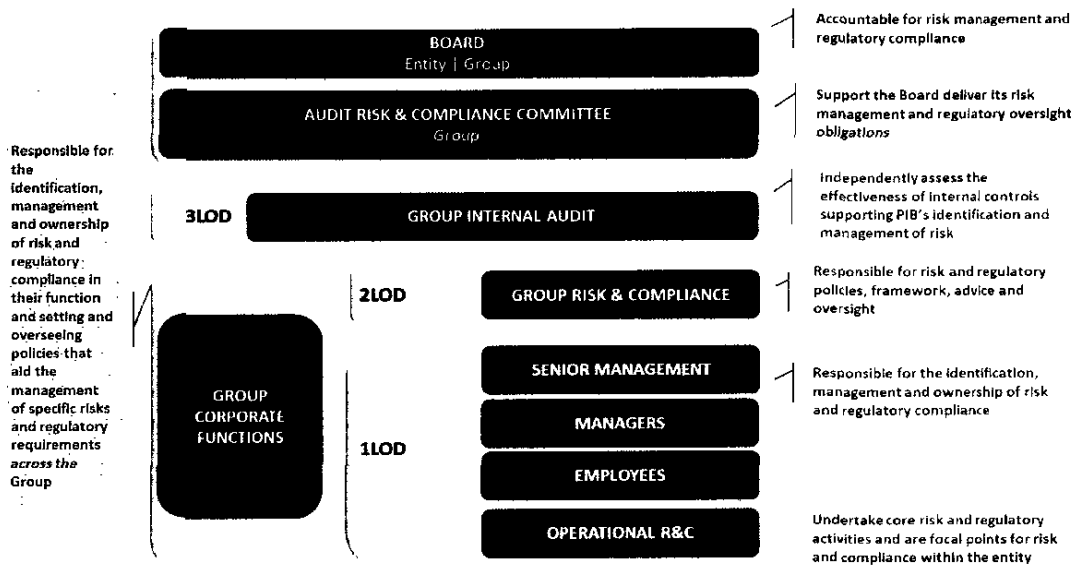 BOARD
Entity | Group
Accountable for risk management and
regulatory compliance
AUDIT RISK & COMPLIANCE COMMITTEE
Group
Support the Board deliver its risk
management and regulatory oversight
obligations
Responsible for
the
identification,
management
and ownership
of risk and
regulatory
compliance in
their function
and setting and
overseeing
policies that
aid the
management
of specific risks
and regulatory
requirements
across the
Group
3LOD
GROUP INTERNAL AUDIT
Independently assess the
effectiveness of internal controls
supporting PIB's identification and
management of risk
2LOD
GROUP RISK & COMPLIANCE
Responsible for risk and regulatory
policies, framework, advice and
oversight
GROUP
CORPORATE
FUNCTIONS
1LOD
SENIOR MANAGEMENT
Responsible for the identification,
management and ownership of risk
and regulatory compliance
MANAGERS
EMPLOYEES
OPERATIONAL R&C
Undertake core risk and regulatory
activities and are focal points for risk
and compliance within the entity